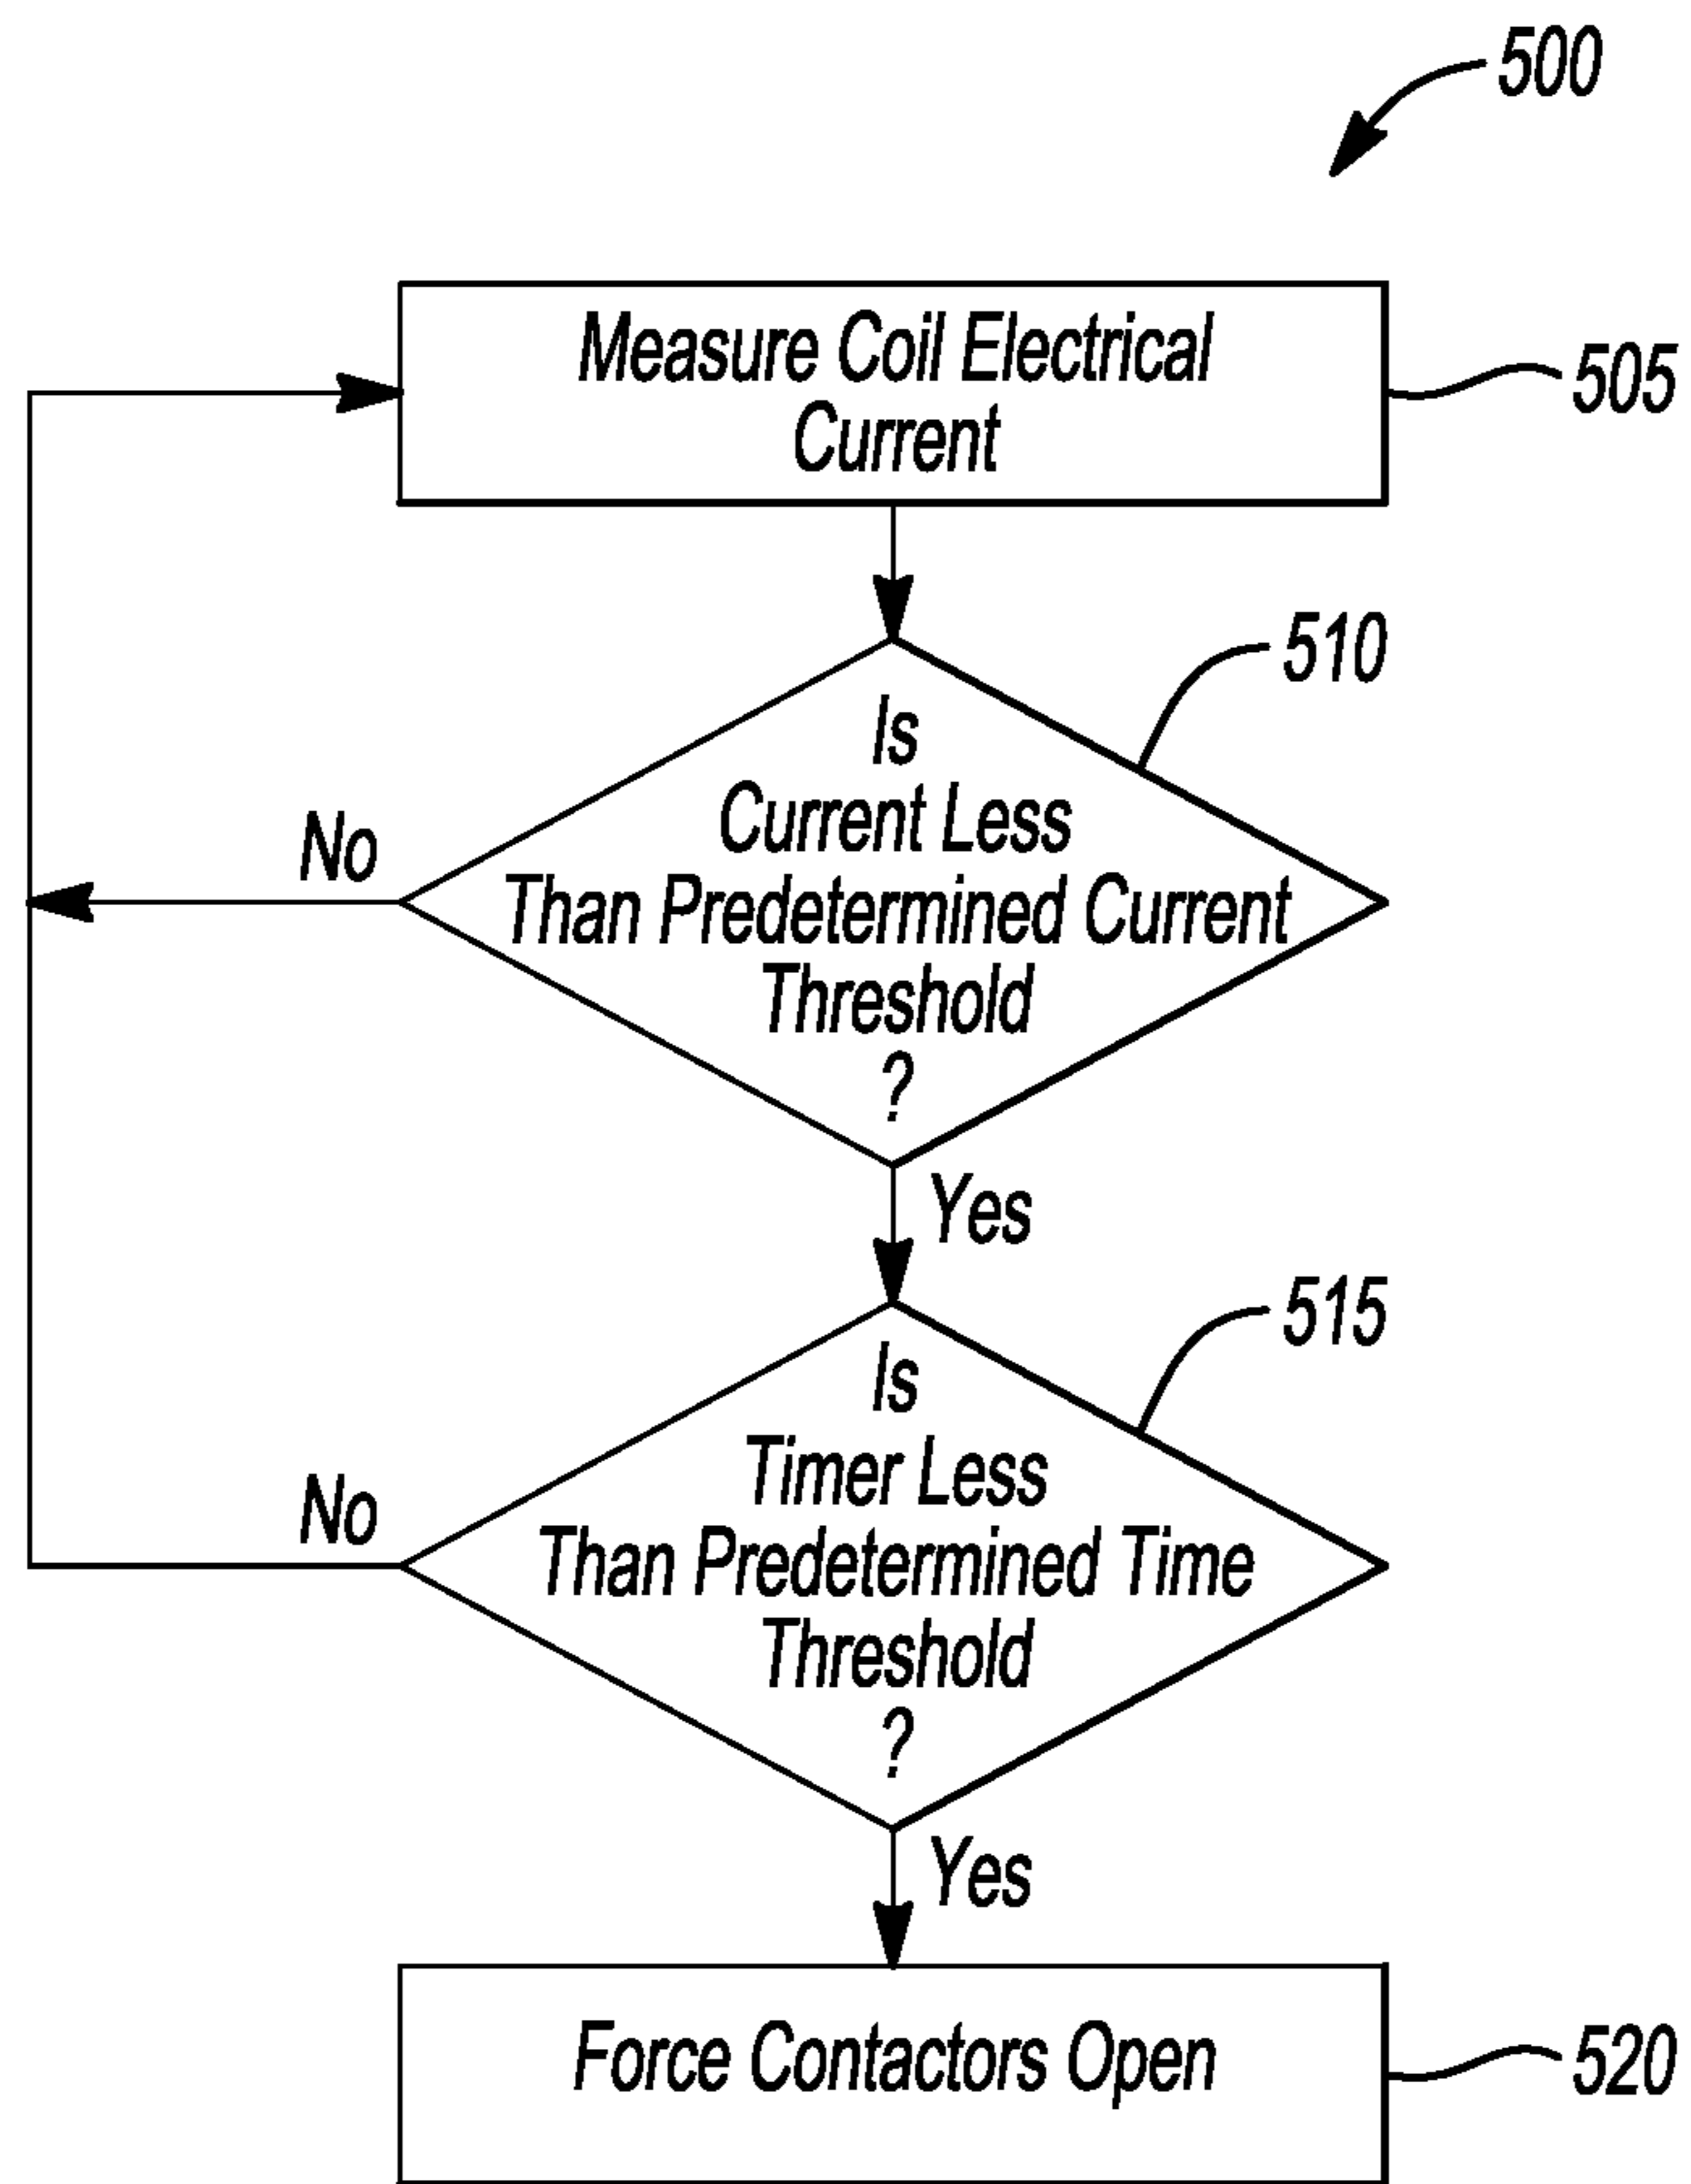 500
Measure Coil Electrical
Current
505
510
Is
Current Less
Than Predetermined Current
Threshold
?
No
Yes
515
Is
Timer Less
Than Predetermined Time
Threshold
?
No
Yes
Force Contactors Open
520